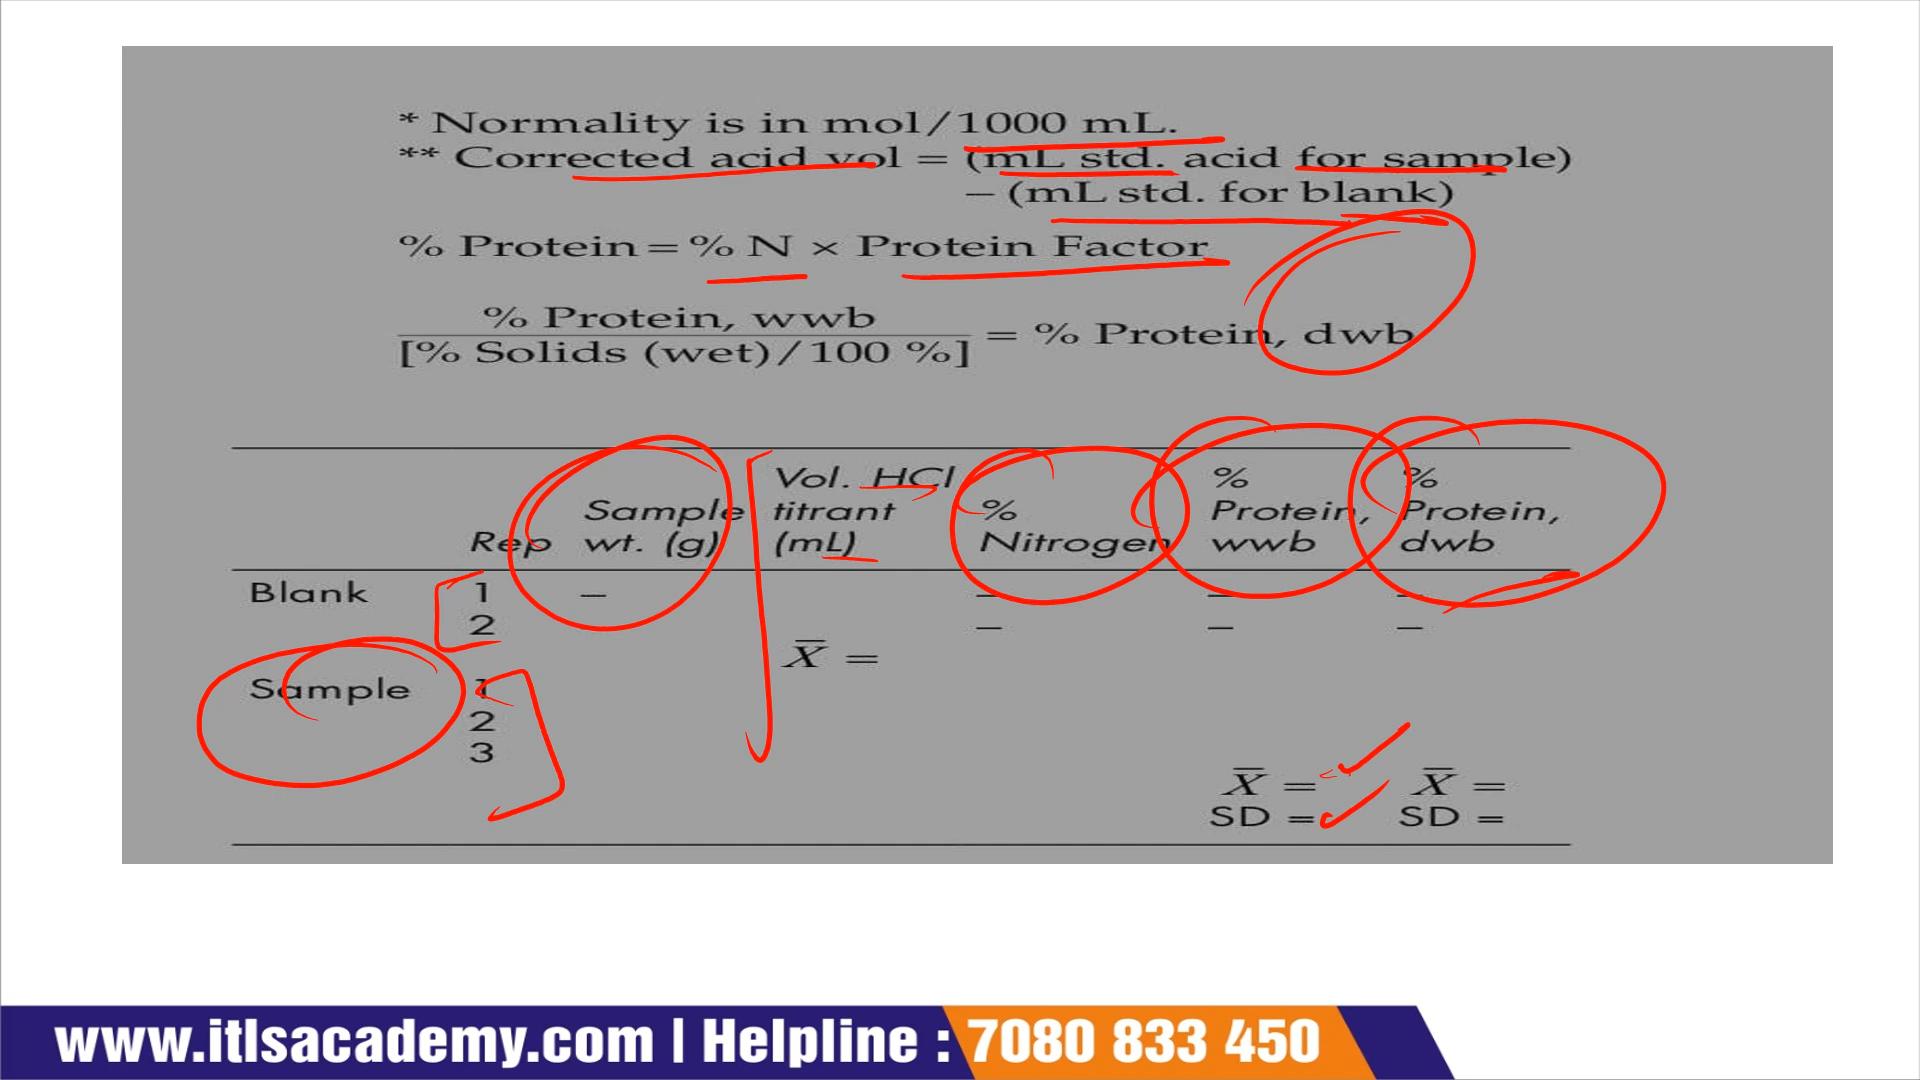 * Normality is in mol/1000 mL.
** Corrected acid vol = (mL std. acid for sample)
− (mL std. for blank)
% Protein = % N × Protein Factor
% Protein, wwb
[% Solids (wet)/100 %] = % Protein, dwb
Rep Sample wt. (g) Vol. HCl titrant (mL) % Nitrogen % Protein, wwb % Protein, dwb
Blank 1 – – – –
2 – – –
X̅ =
Sample 1
2
3
X̅ = X̅ =
SD = SD =
www.itlsacademy.com | Helpline : 7080 833 450